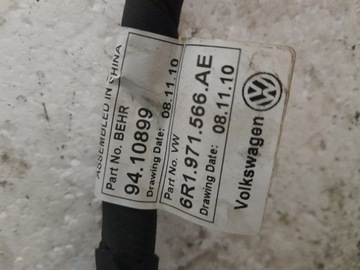 ASSEMBLED IN CHINA
Part No. BEHR
94.10899
Drawing Date: 08.11.10
Part No. VW
6R1.971.566.AE
Drawing Date: 08.11.10
Volkswagen